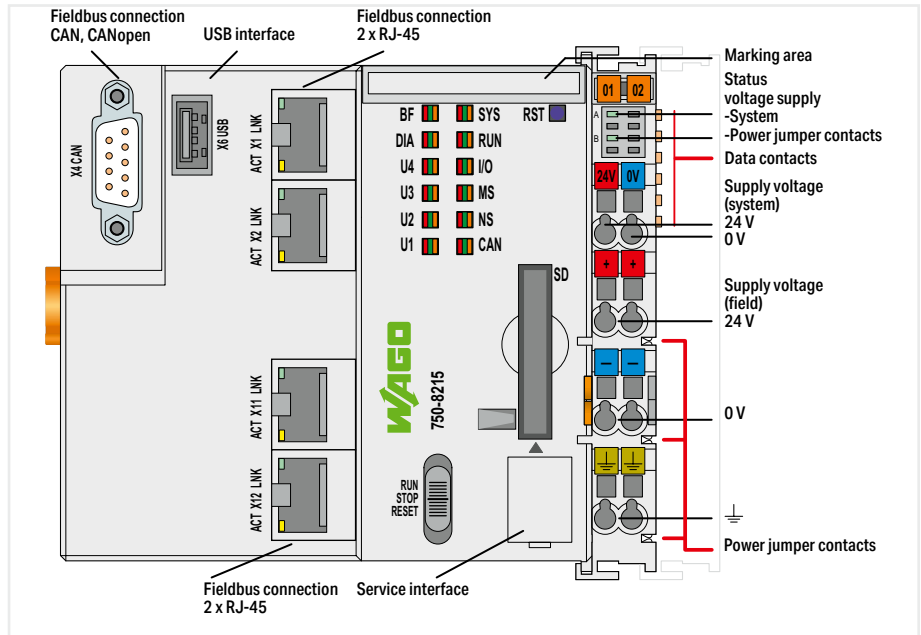 Fieldbus connection
CAN, CANopen
USB interface
Fieldbus connection
2 x RJ-45
X4 CAN
X6 USB
ACT X1 LNK
ACT X2 LNK
ACT X11 LNK
ACT X12 LNK
BF
SYS
RST
DIA
RUN
U4
I/O
U3
MS
U2
NS
U1
CAN
SD
WAGO
750-8215
RUN
STOP
RESET
01 02
A
B
24V 0V
+ +
− −
Marking area
Status
voltage supply
-System
-Power jumper contacts
Data contacts
Supply voltage
(system)
24 V
0 V
Supply voltage
(field)
24 V
0 V
Power jumper contacts
Fieldbus connection
2 x RJ-45
Service interface